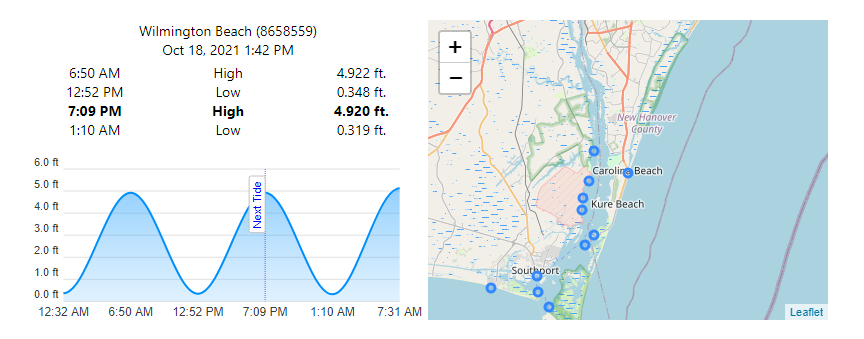 Wilmington Beach (8658559)
Oct 18, 2021 1:42 PM
6:50 AM High 4.922 ft.
12:52 PM Low 0.348 ft.
7:09 PM High 4.920 ft.
1:10 AM Low 0.319 ft.
6.0 ft
5.0 ft
4.0 ft
3.0 ft
2.0 ft
1.0 ft
0.0 ft
Next Tide
12:32 AM 6:50 AM 12:52 PM 7:09 PM 1:10 AM 7:31 AM
+
−
New Hanover
County
Carolina Beach
Kure Beach
Southport
Leaflet